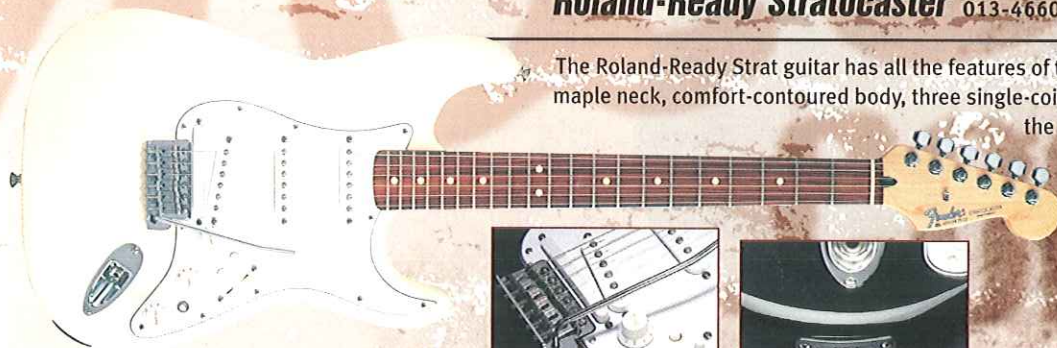 Roland-Ready Stratocaster 013-4660
The Roland-Ready Strat guitar has all the features of
maple neck, comfort-contoured body, three single-coi
the
Fender